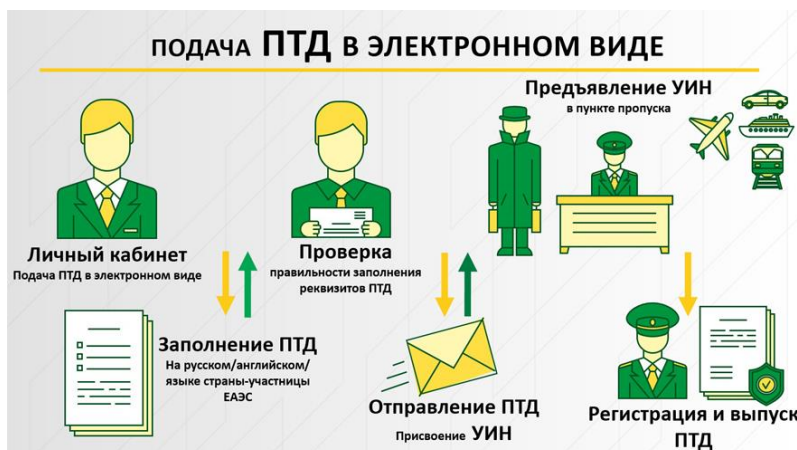 ПОДАЧА ПТД В ЭЛЕКТРОННОМ ВИДЕ
Личный кабинет
Подача ПТД в электронном виде
Заполнение ПТД
На русском/английском/
языке страны-участницы
ЕАЭС
Проверка
правильности заполнения
реквизитов ПТД
Отправление ПТД
Присвоение УИН
Предъявление УИН
в пункте пропуска
Регистрация и выпуск
ПТД